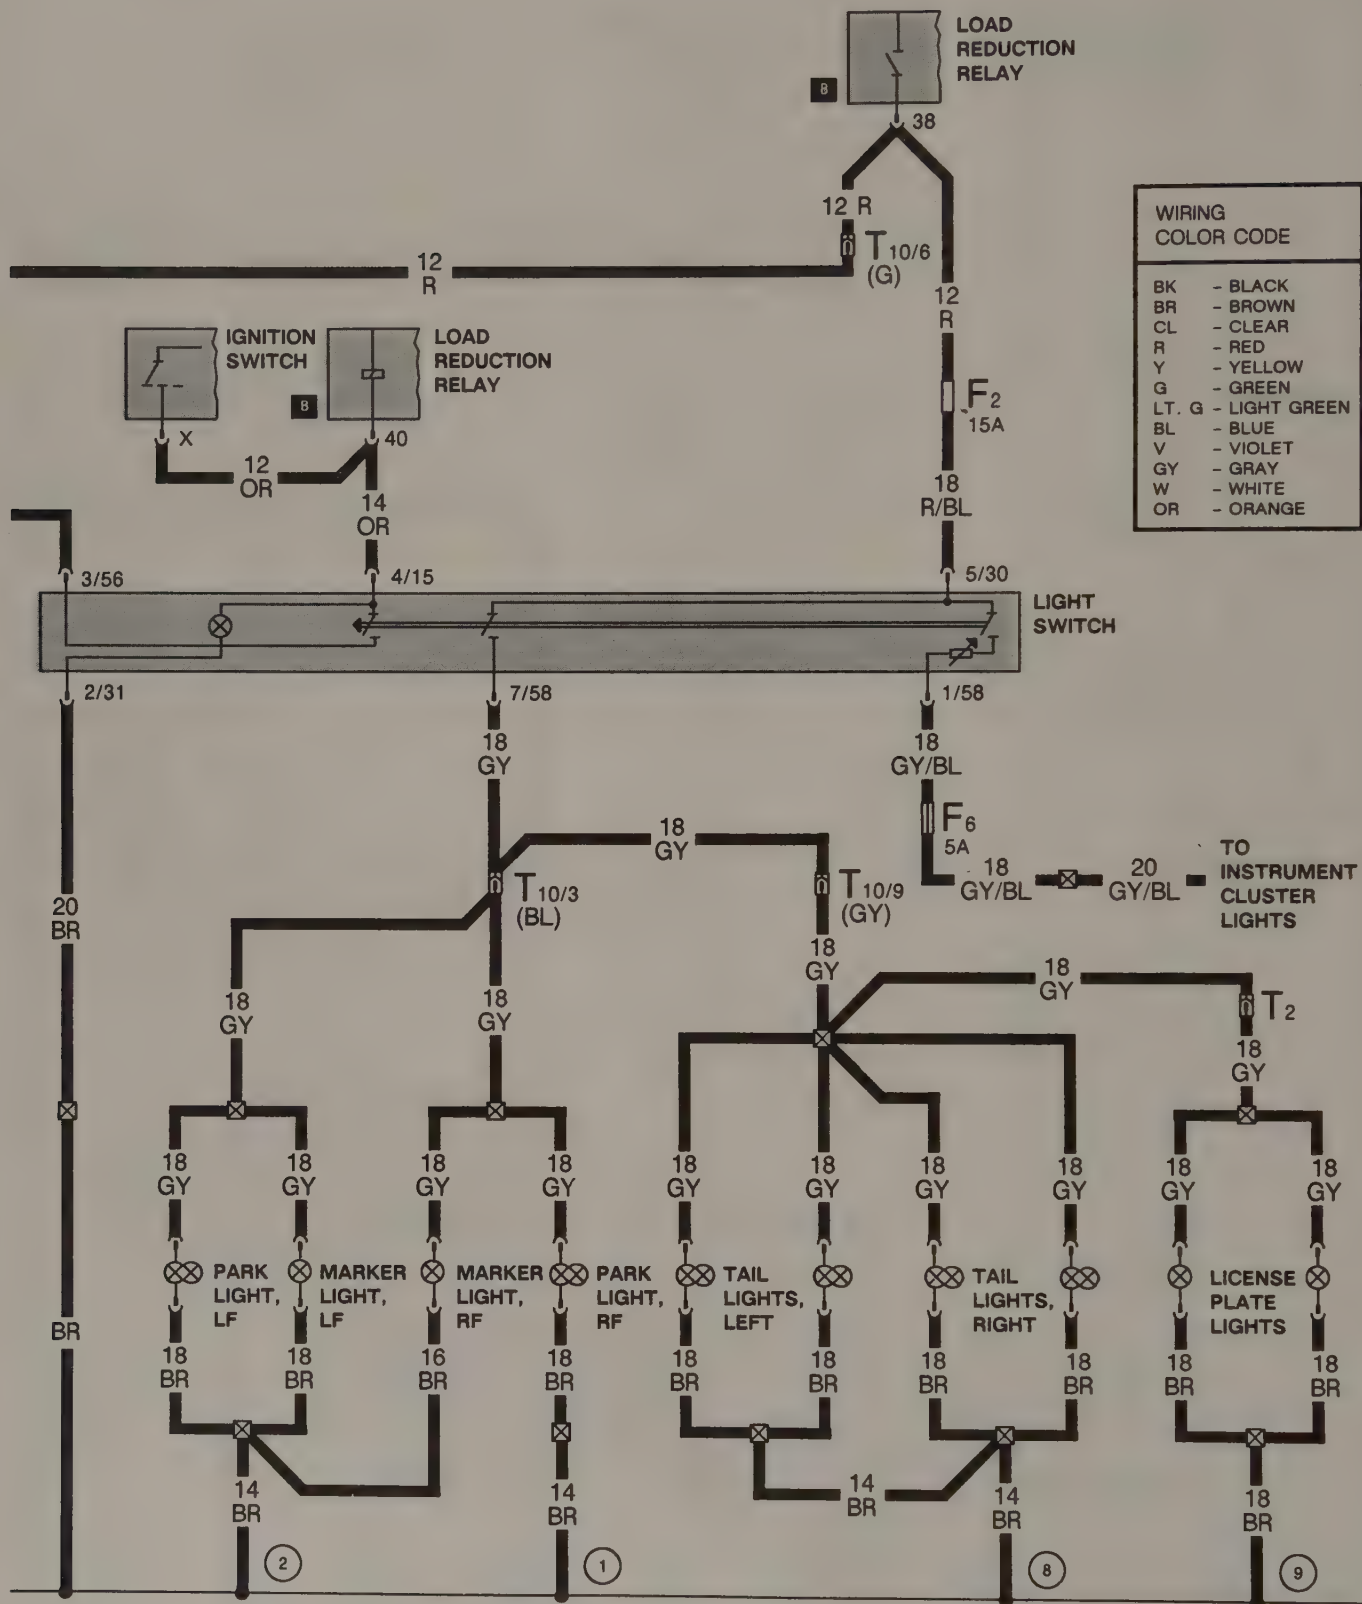 LOAD
REDUCTION
RELAY
B
38
12 R
T10/6
(G)
12
R
12
R
WIRING
COLOR CODE
BK - BLACK
BR - BROWN
CL - CLEAR
R - RED
Y - YELLOW
G - GREEN
LT. G - LIGHT GREEN
BL - BLUE
V - VIOLET
GY - GRAY
W - WHITE
OR - ORANGE
IGNITION
SWITCH
LOAD
REDUCTION
RELAY
B
X
40
12
OR
14
OR
F2
15A
18
R/BL
3/56
4/15
5/30
LIGHT
SWITCH
2/31
7/58
1/58
18
GY
18
GY/BL
F6
5A
18
GY/BL
20
GY/BL
TO
INSTRUMENT
CLUSTER
LIGHTS
18
GY
T10/3
(BL)
T10/9
(GY)
20
BR
18
GY
18
GY
18
GY
18
GY
T2
18
GY
18
GY
18
GY
18
GY
18
GY
18
GY
18
GY
18
GY
18
GY
18
GY
18
GY
PARK
LIGHT,
LF
MARKER
LIGHT,
LF
MARKER
LIGHT,
RF
PARK
LIGHT,
RF
TAIL
LIGHTS,
LEFT
TAIL
LIGHTS,
RIGHT
LICENSE
PLATE
LIGHTS
BR
18
BR
18
BR
16
BR
18
BR
18
BR
18
BR
18
BR
18
BR
18
BR
18
BR
14
BR
14
BR
14
BR
14
BR
18
BR
2
1
8
9